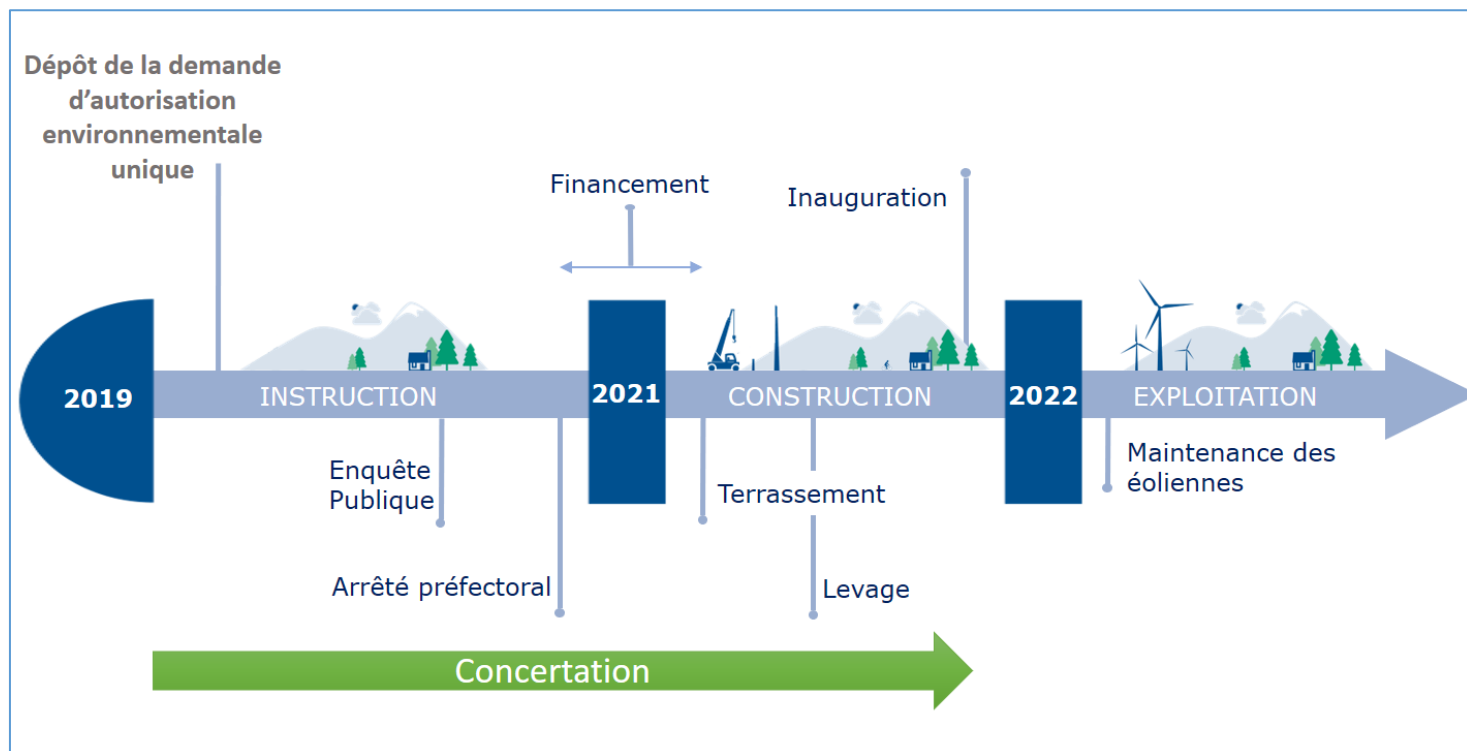 Dépôt de la demande
d’autorisation
environnementale
unique
Financement
Inauguration
2019
INSTRUCTION
2021
CONSTRUCTION
2022
EXPLOITATION
Enquête
Publique
Arrêté préfectoral
Terrassement
Levage
Maintenance des
éoliennes
Concertation